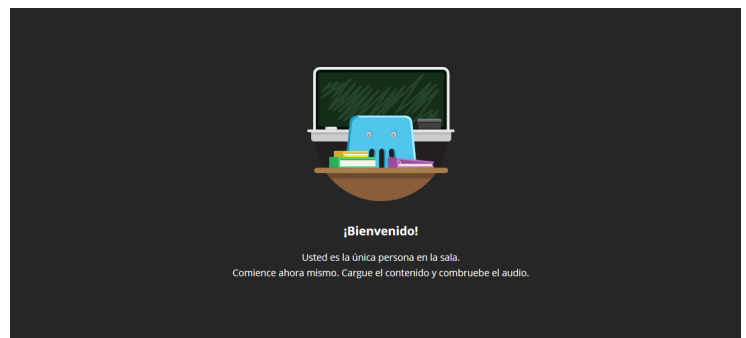 ¡Bienvenido!
Usted es la única persona en la sala.
Comience ahora mismo. Cargue el contenido y combruebe el audio.